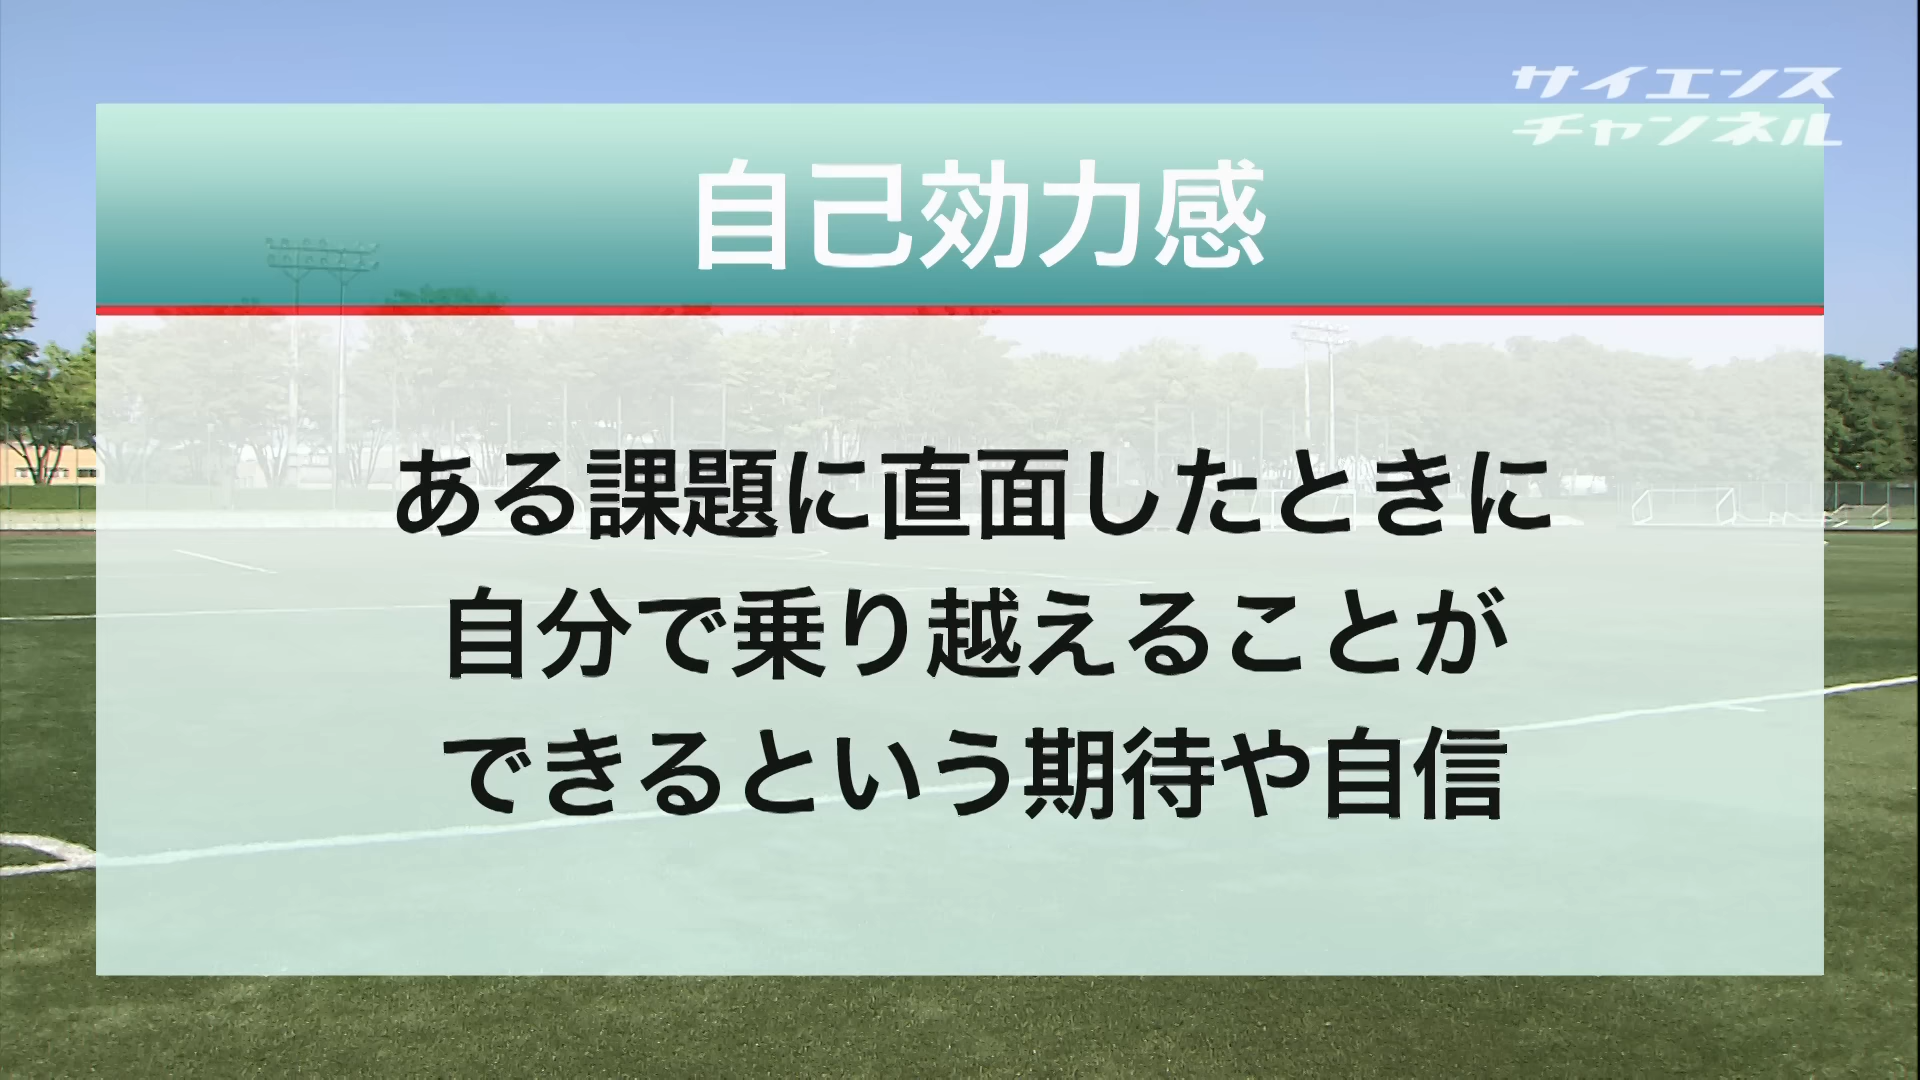 サイエンス
チャンネル
自己効力感
ある課題に直面したときに
自分で乗り越えることが
できるという期待や自信